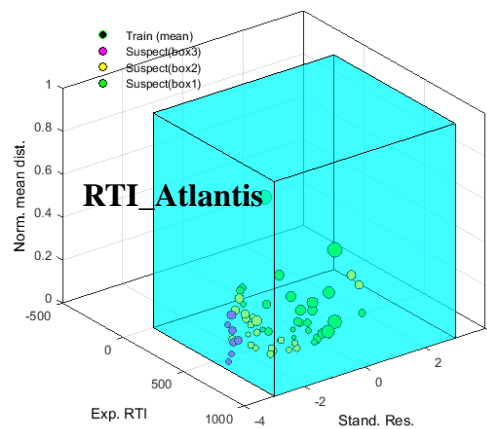 Train (mean)
Suspect(box3)
Suspect(box2)
Suspect(box1)
1
0.8
0.6
0.4
0.2
0
Norm. mean dist.
RTI_Atlantis
-500
0
500
1000
Exp. RTI
-4
-2
0
2
Stand. Res.